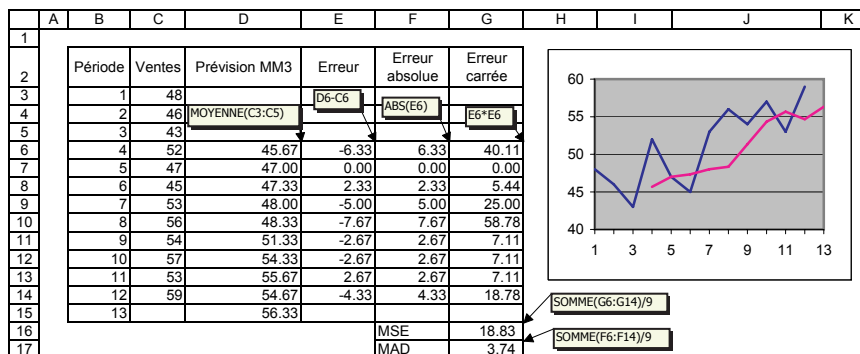 A B C D E F G H I J K
1
2 Période Ventes Prévision MM3 Erreur Erreur absolue Erreur carrée
3 1 48 D6-C6
4 2 46 MOYENNE(C3:C5) ABS(E6) E6*E6
5 3 43
6 4 52 45.67 -6.33 6.33 40.11
7 5 47 47.00 0.00 0.00 0.00
8 6 45 47.33 2.33 2.33 5.44
9 7 53 48.00 -5.00 5.00 25.00
10 8 56 48.33 -7.67 7.67 58.78
11 9 54 51.33 -2.67 2.67 7.11
12 10 57 54.33 -2.67 2.67 7.11
13 11 53 55.67 2.67 2.67 7.11
14 12 59 54.67 -4.33 4.33 18.78
15 13 56.33
16 MSE 18.83
17 MAD 3.74
60
55
50
45
40
1 3 5 7 9 11 13
SOMME(G6:G14)/9
SOMME(F6:F14)/9